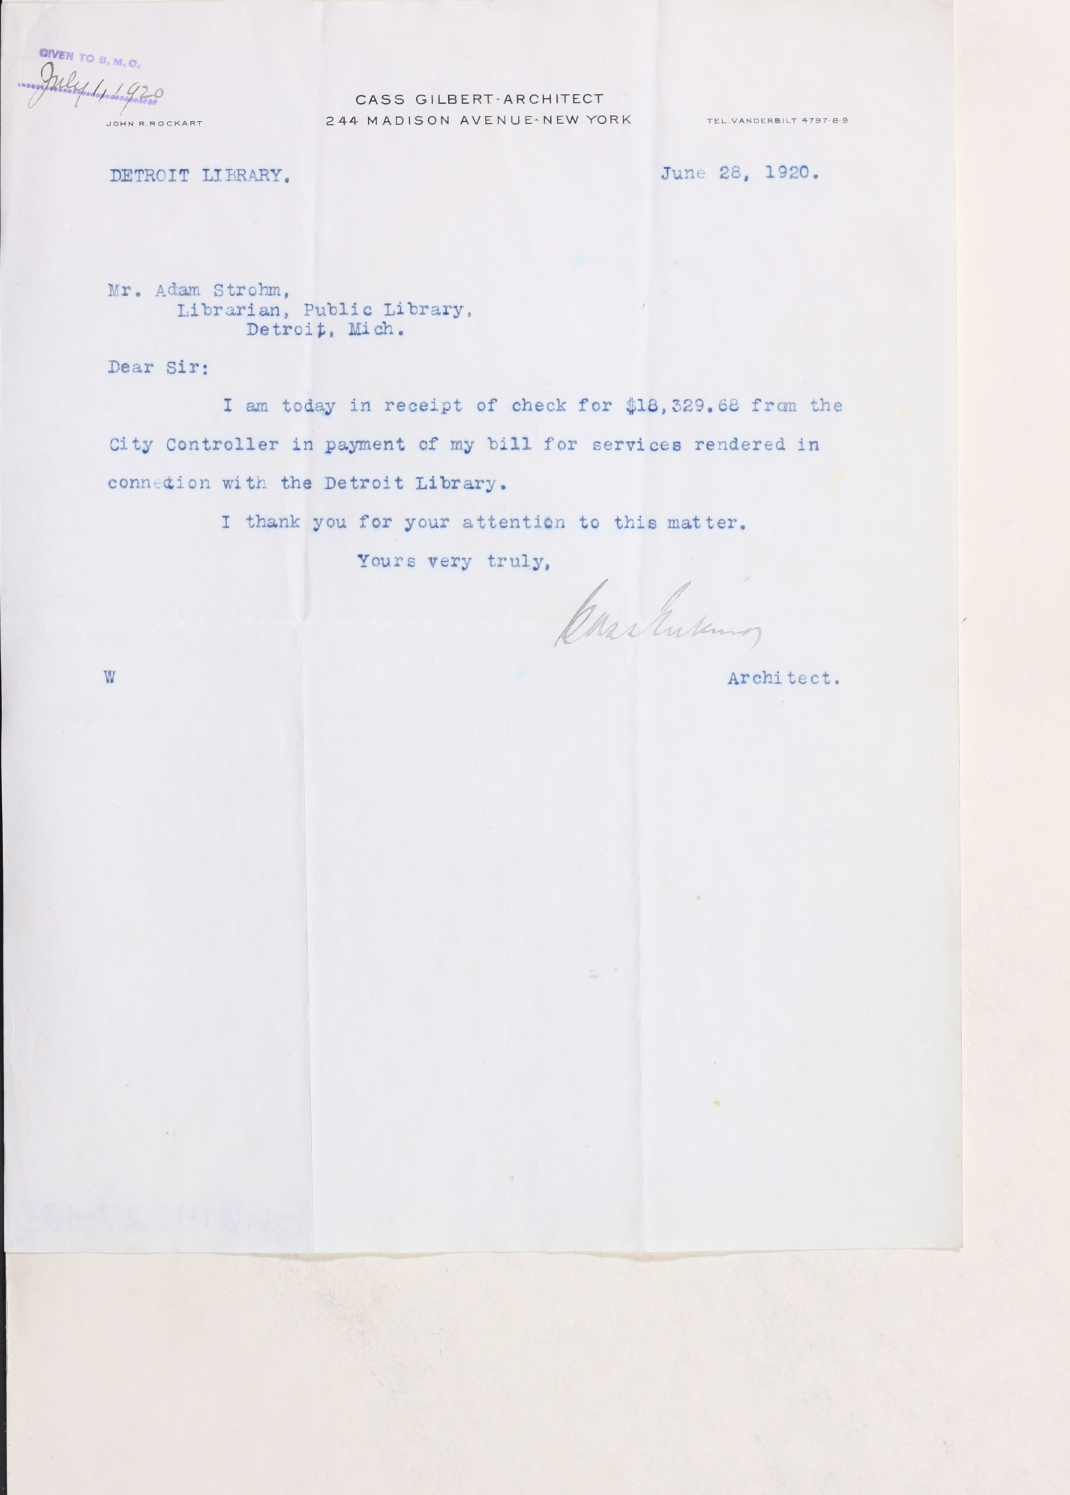 GIVEN TO B. M. C.
July 1, 1920
CASS GILBERT-ARCHITECT
244 MADISON AVENUE-NEW YORK
JOHN R. ROCKART
TEL. VANDERBILT 4797-8-9
DETROIT LIBRARY.
June 28, 1920.
Mr. Adam Strohm,
Librarian, Public Library,
Detroit, Mich.
Dear Sir:
I am today in receipt of check for $18,329.68 from the
City Controller in payment of my bill for services rendered in
connection with the Detroit Library.
I thank you for your attention to this matter.
Yours very truly,
Cass Gilbert
W
Architect.